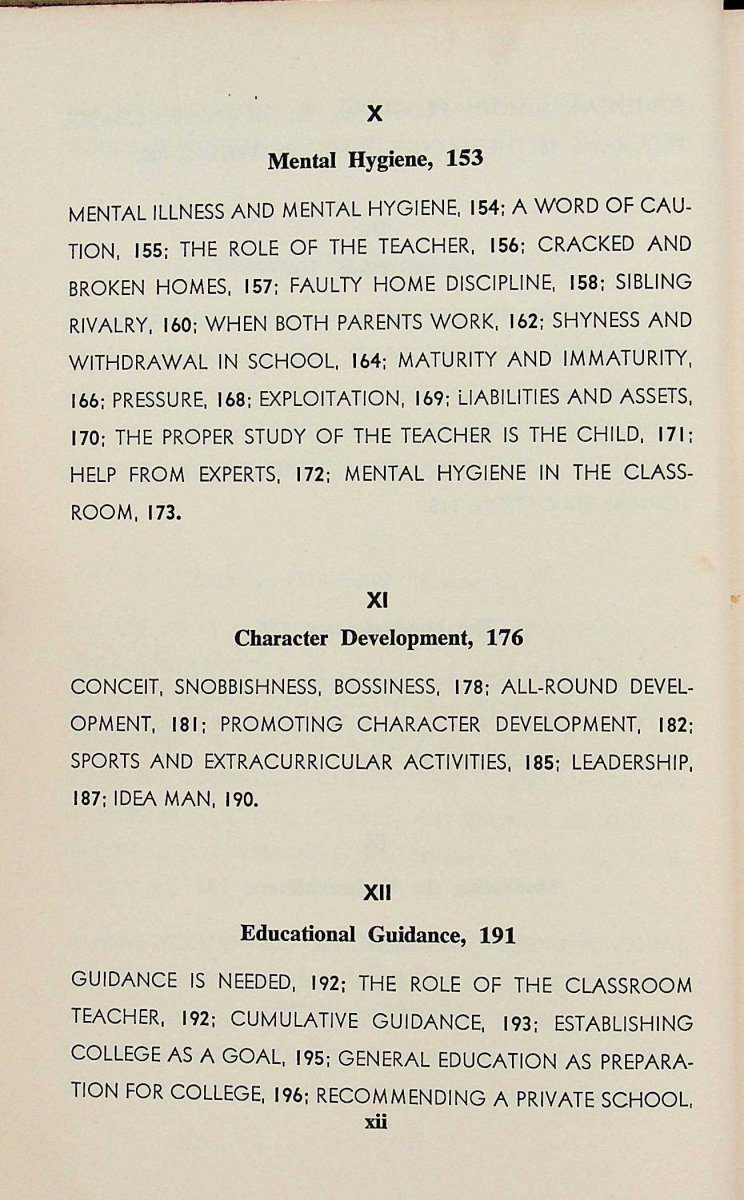 X
Mental Hygiene, 153
MENTAL ILLNESS AND MENTAL HYGIENE, 154; A WORD OF CAU-
TION, 155; THE ROLE OF THE TEACHER, 156; CRACKED AND
BROKEN HOMES, 157; FAULTY HOME DISCIPLINE, 158; SIBLING
RIVALRY, 160; WHEN BOTH PARENTS WORK, 162; SHYNESS AND
WITHDRAWAL IN SCHOOL, 164; MATURITY AND IMMATURITY,
166; PRESSURE, 168; EXPLOITATION, 169; LIABILITIES AND ASSETS,
170; THE PROPER STUDY OF THE TEACHER IS THE CHILD, 171;
HELP FROM EXPERTS, 172; MENTAL HYGIENE IN THE CLASS-
ROOM, 173.
XI
Character Development, 176
CONCEIT, SNOBBISHNESS, BOSSINESS, 178; ALL-ROUND DEVEL-
OPMENT, 181; PROMOTING CHARACTER DEVELOPMENT, 182;
SPORTS AND EXTRACURRICULAR ACTIVITIES, 185; LEADERSHIP,
187; IDEA MAN, 190.
XII
Educational Guidance, 191
GUIDANCE IS NEEDED, 192; THE ROLE OF THE CLASSROOM
TEACHER, 192; CUMULATIVE GUIDANCE, 193; ESTABLISHING
COLLEGE AS A GOAL, 195; GENERAL EDUCATION AS PREPARA-
TION FOR COLLEGE, 196; RECOMMENDING A PRIVATE SCHOOL,
xii